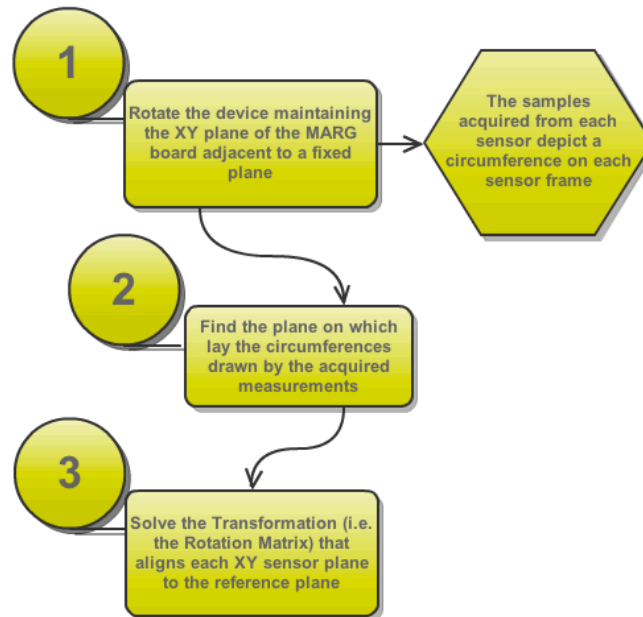 1
Rotate the device maintaining
the XY plane of the MARG
board adjacent to a fixed
plane
The samples
acquired from each
sensor depict a
circumference on each
sensor frame
2
Find the plane on which
lay the circumferences
drawn by the acquired
measurements
3
Solve the Transformation (i.e.
the Rotation Matrix) that
aligns each XY sensor plane
to the reference plane